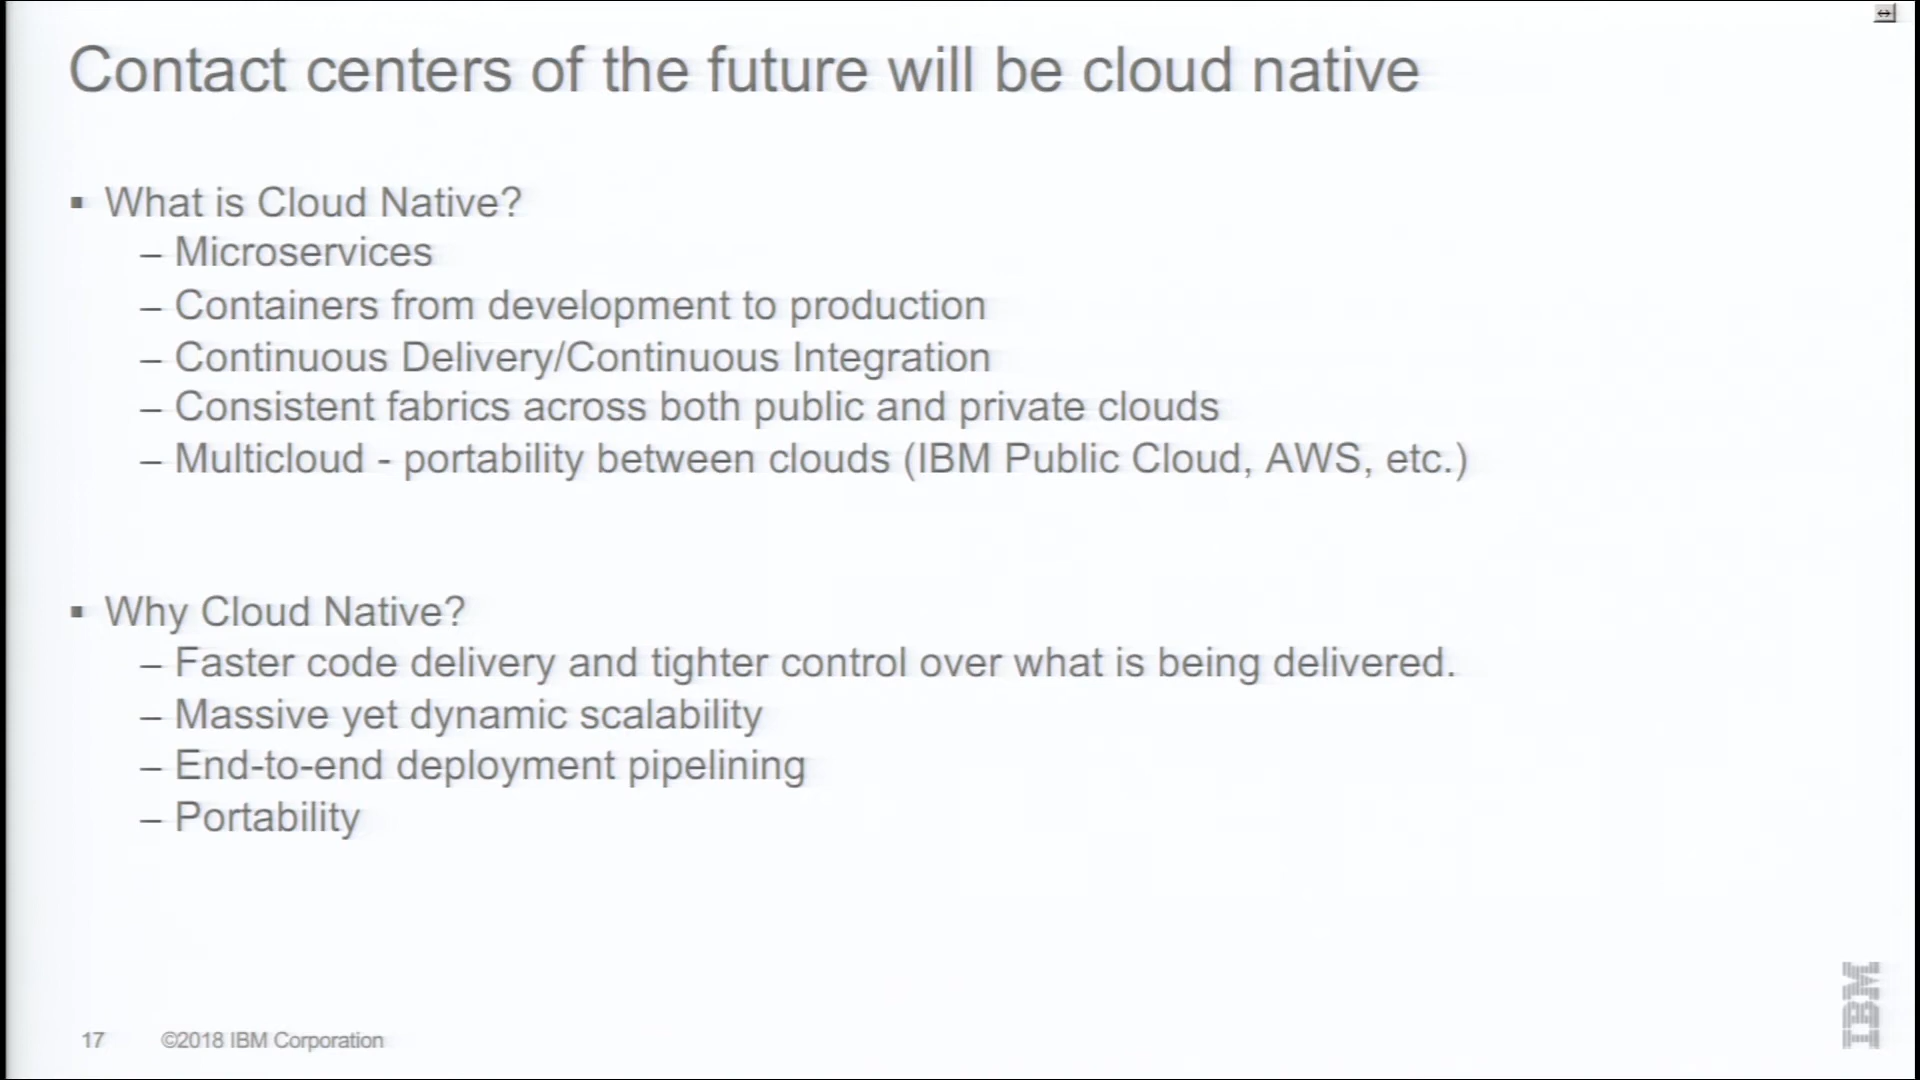 Contact centers of the future will be cloud native
▪ What is Cloud Native?
– Microservices
– Containers from development to production
– Continuous Delivery/Continuous Integration
– Consistent fabrics across both public and private clouds
– Multicloud - portability between clouds (IBM Public Cloud, AWS, etc.)
▪ Why Cloud Native?
– Faster code delivery and tighter control over what is being delivered.
– Massive yet dynamic scalability
– End-to-end deployment pipelining
– Portability
17 ©2018 IBM Corporation
IBM